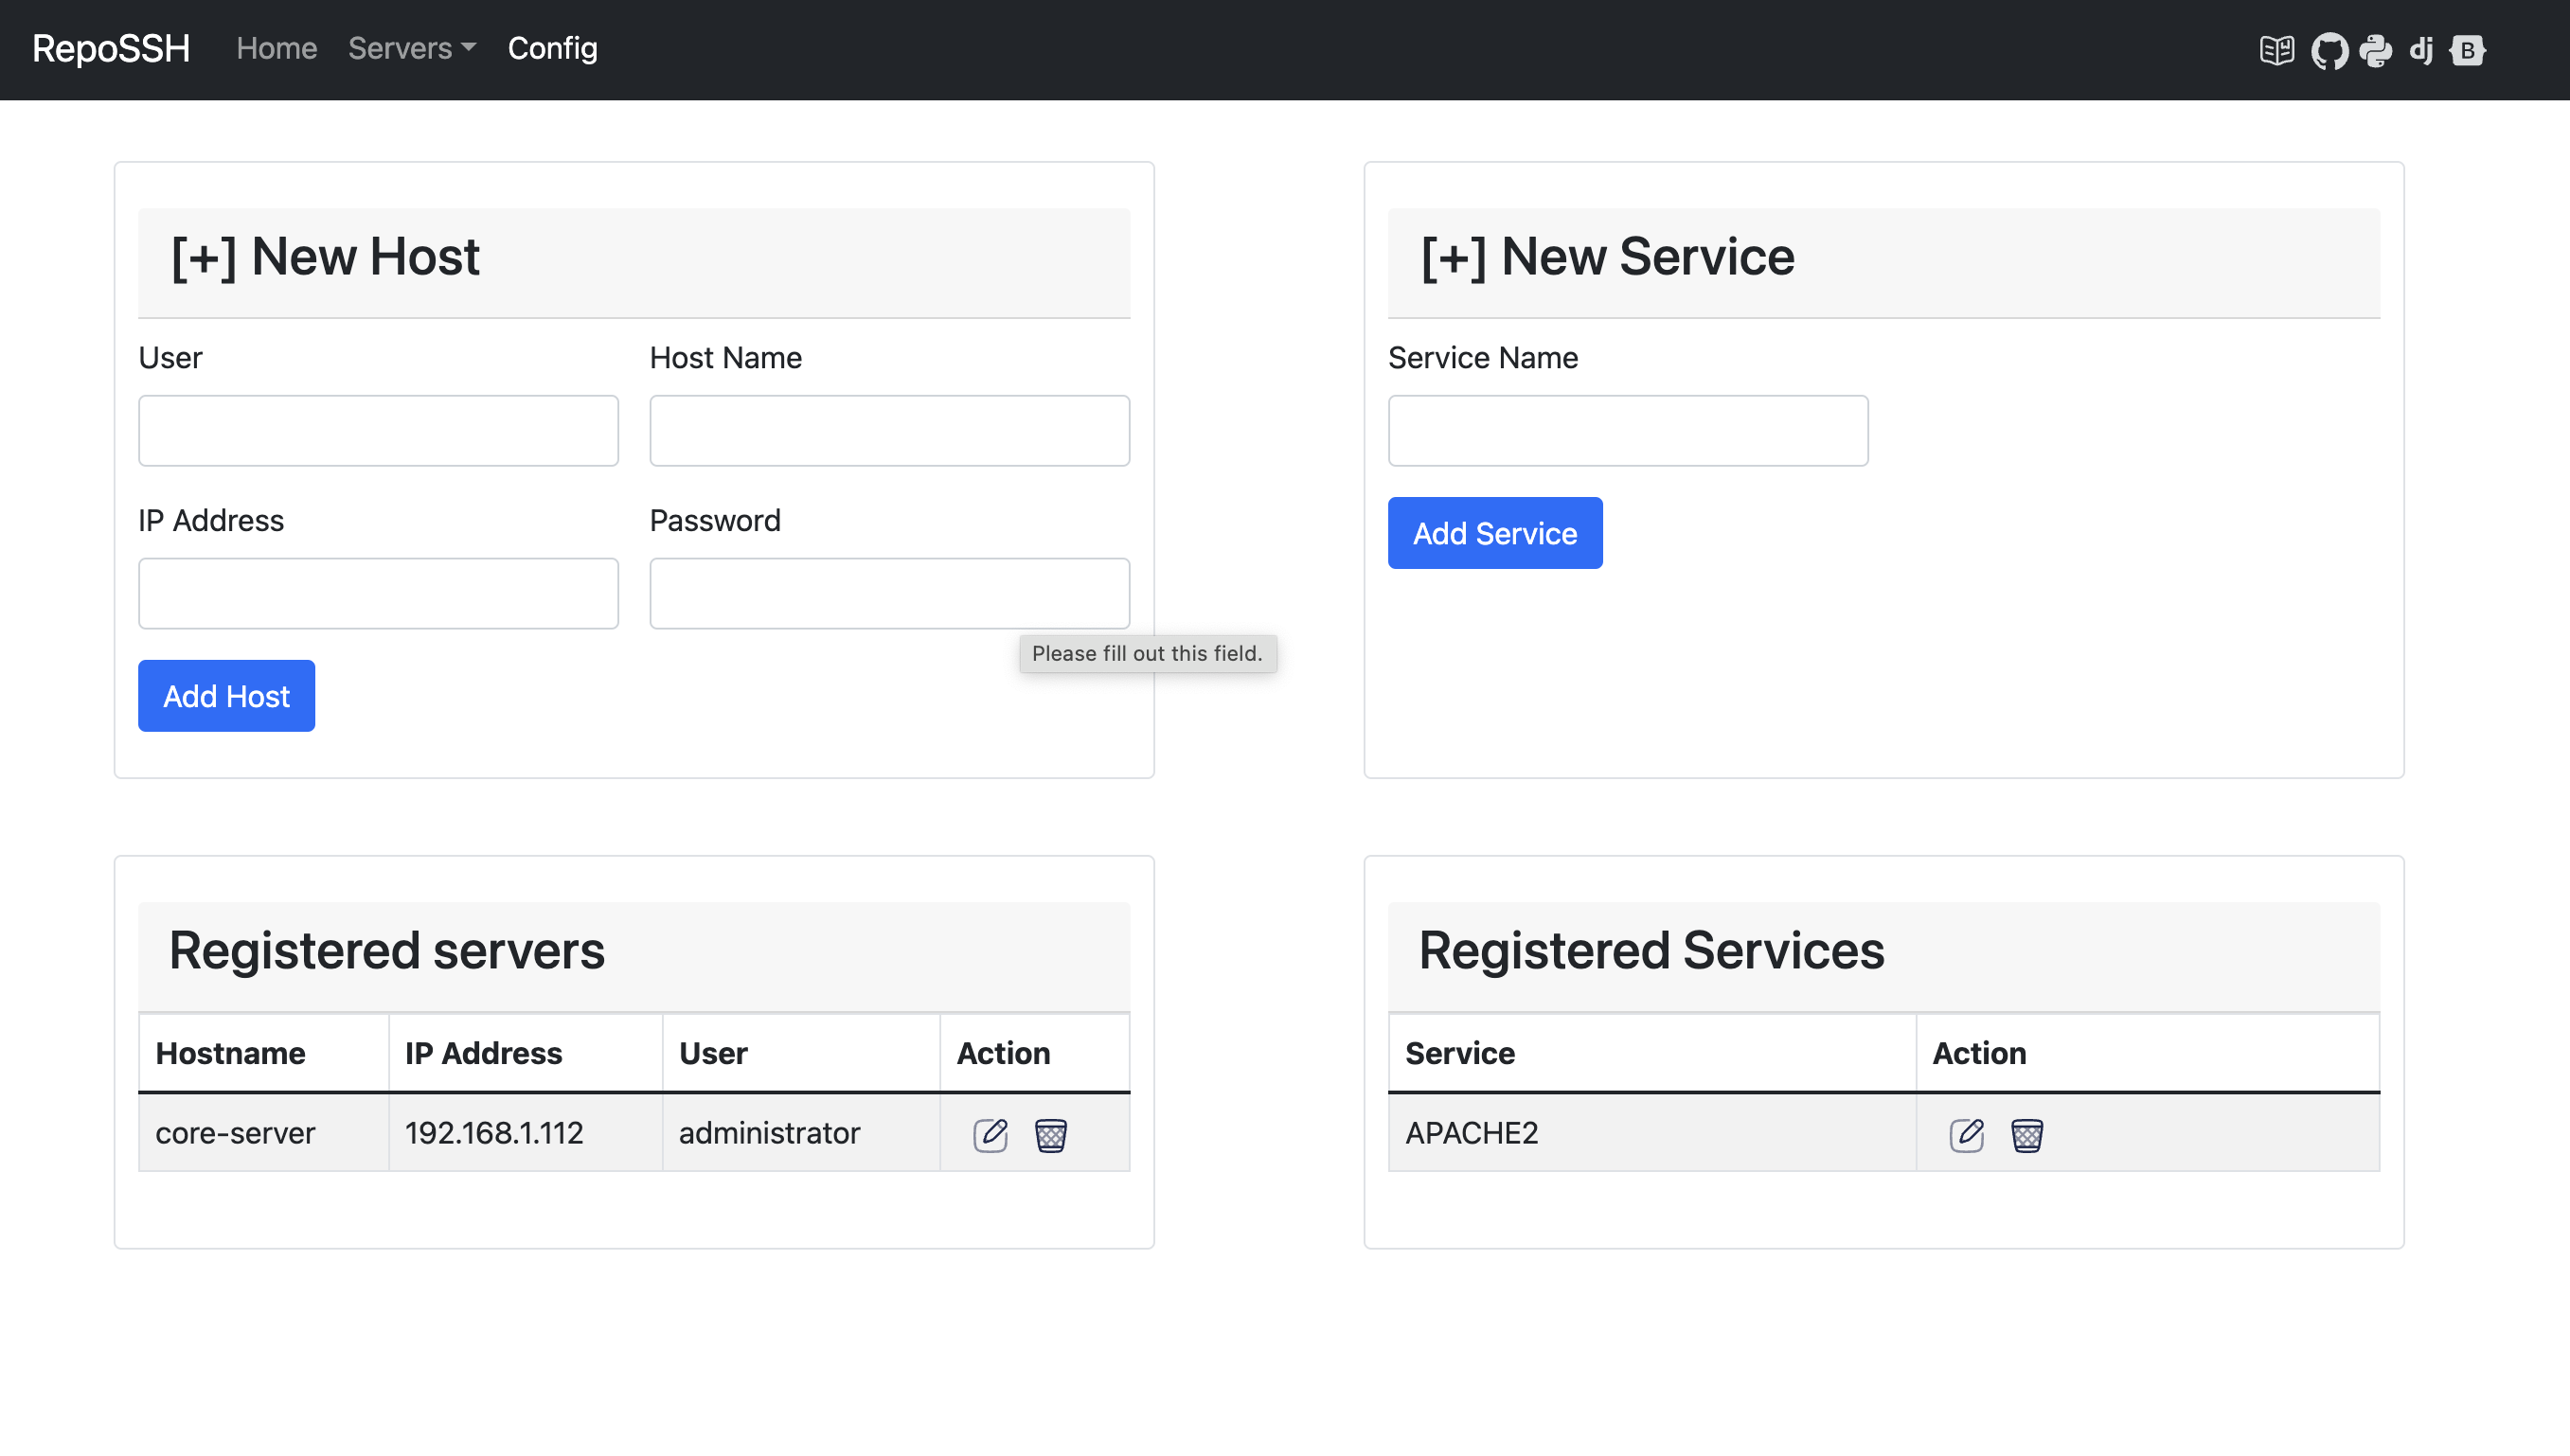 RepoSSH Home Servers Config dj B
[+] New Host
User Host Name
IP Address Password
Please fill out this field.
Add Host
[+] New Service
Service Name
Add Service
Registered servers
Hostname IP Address User Action
core-server 192.168.1.112 administrator
Registered Services
Service Action
APACHE2